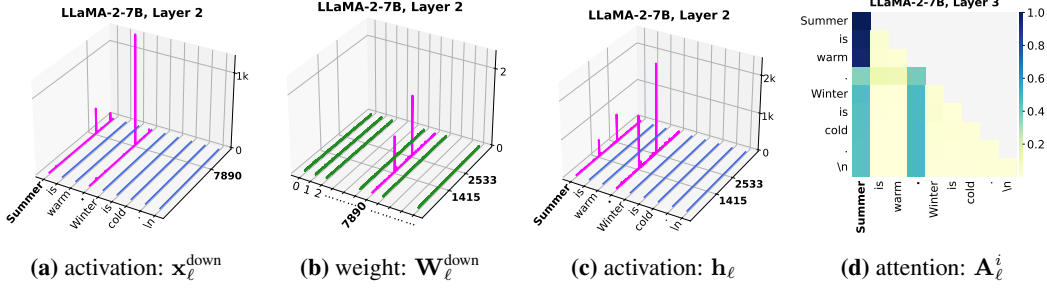 LLaMA-2-7B, Layer 2
1k
0
7890
Summer
is
warm
.
Winter
is
cold
.
\n
(a) activation: x_ℓ^down
LLaMA-2-7B, Layer 2
2
0
2533
1415
0
1
2
7890
(b) weight: W_ℓ^down
LLaMA-2-7B, Layer 2
2k
1k
0
2533
1415
Summer
is
warm
.
Winter
is
cold
.
\n
(c) activation: h_ℓ
LLaMA-2-7B, Layer 3
Summer
is
warm
.
Winter
is
cold
.
\n
1.0
0.8
0.6
0.4
0.2
Summer
is
warm
.
Winter
is
cold
.
\n
(d) attention: A_ℓ^i